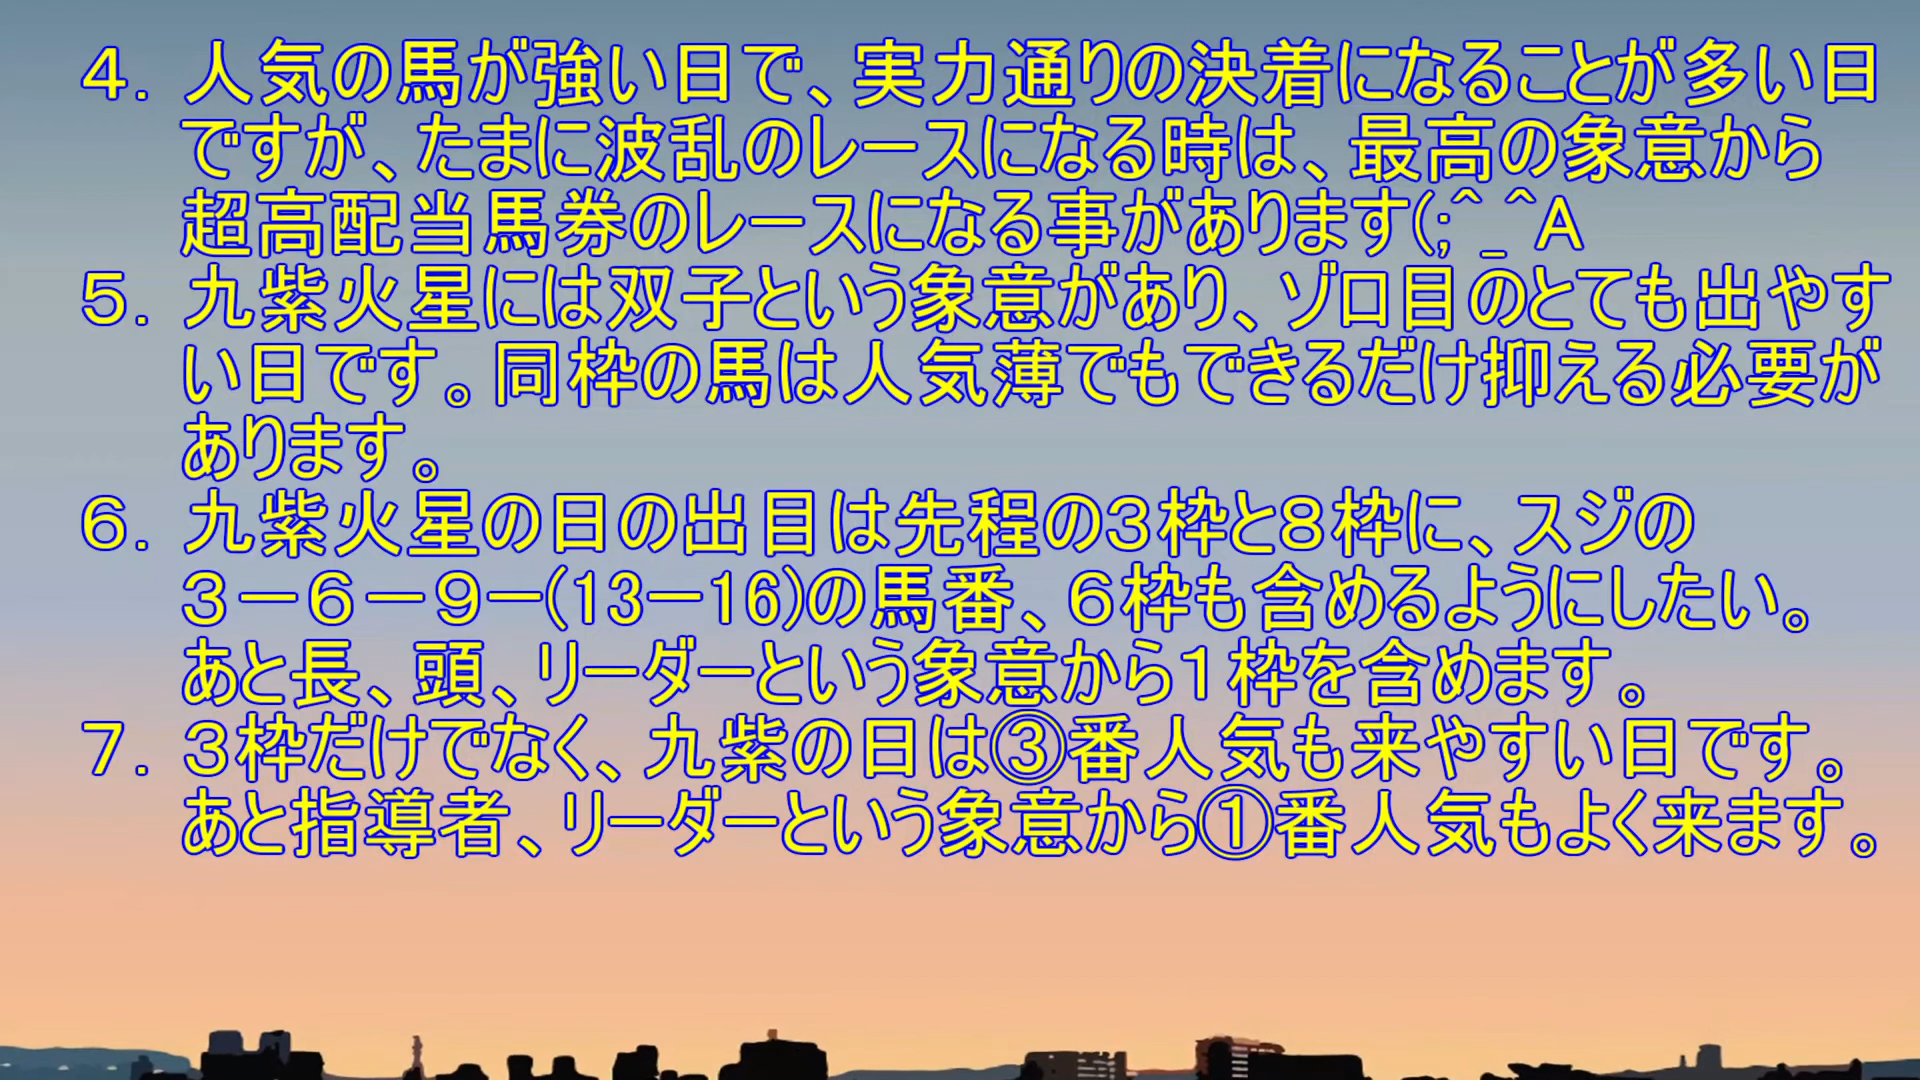 ４．人気の馬が強い日で、実力通りの決着になることが多い日
ですが、たまに波乱のレースになる時は、最高の象意から
超高配当馬券のレースになる事があります(;^_^A
５．九紫火星には双子という象意があり、ゾロ目のとても出やす
い日です。同枠の馬は人気薄でもできるだけ抑える必要が
あります。
６．九紫火星の日の出目は先程の３枠と８枠に、スジの
３－６－９－(13－16)の馬番、６枠も含めるようにしたい。
あと長、頭、リーダーという象意から１枠を含めます。
７．３枠だけでなく、九紫の日は③番人気も来やすい日です。
あと指導者、リーダーという象意から①番人気もよく来ます。